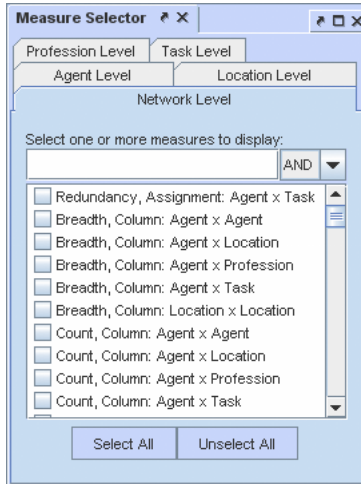 Measure Selector
Profession Level Task Level
Agent Level Location Level
Network Level
Select one or more measures to display:
AND
Redundancy, Assignment: Agent x Task
Breadth, Column: Agent x Agent
Breadth, Column: Agent x Location
Breadth, Column: Agent x Profession
Breadth, Column: Agent x Task
Breadth, Column: Location x Location
Count, Column: Agent x Agent
Count, Column: Agent x Location
Count, Column: Agent x Profession
Count, Column: Agent x Task
Select All Unselect All